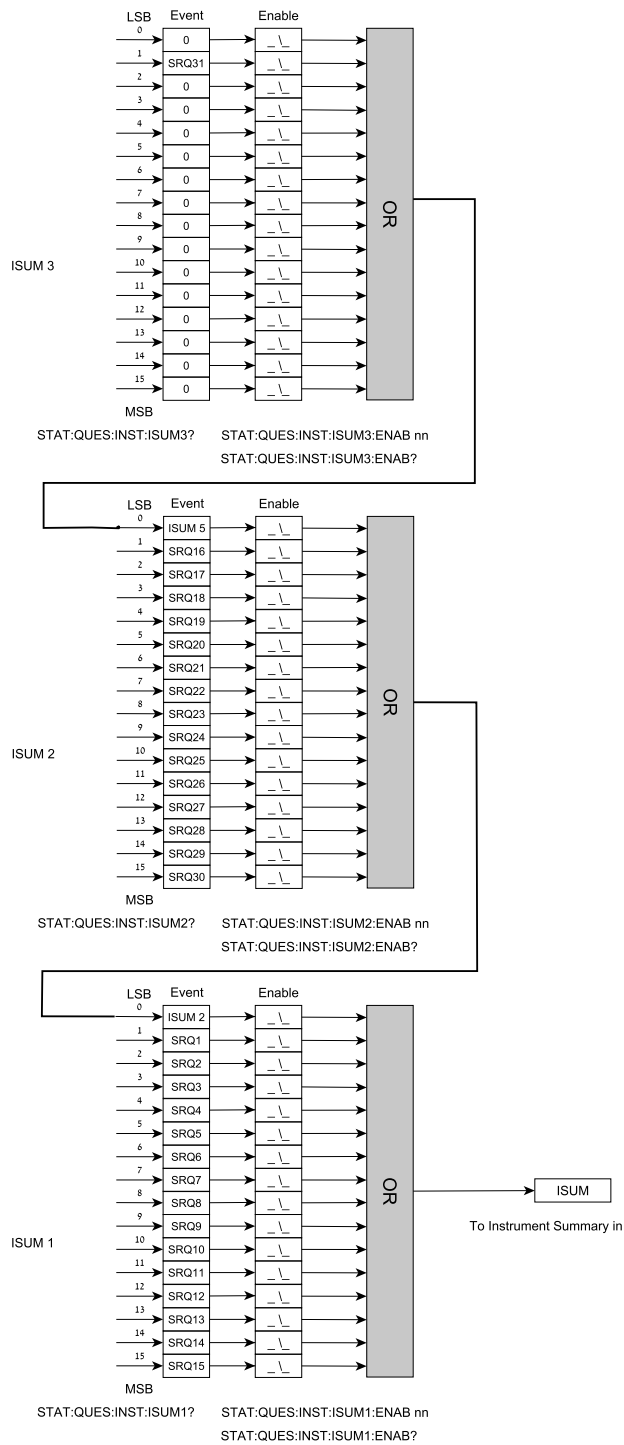 LSB Event Enable
0 0 _\_
1 SRQ31 _\_
2 0 _\_
3 0 _\_
4 0 _\_
5 0 _\_
6 0 _\_
7 0 _\_
8 0 _\_
9 0 _\_
10 0 _\_
11 0 _\_
12 0 _\_
13 0 _\_
14 0 _\_
15 0 _\_
OR
ISUM 3
MSB
STAT:QUES:INST:ISUM3? STAT:QUES:INST:ISUM3:ENAB nn
STAT:QUES:INST:ISUM3:ENAB?
LSB Event Enable
0 ISUM 5 _\_
1 SRQ16 _\_
2 SRQ17 _\_
3 SRQ18 _\_
4 SRQ19 _\_
5 SRQ20 _\_
6 SRQ21 _\_
7 SRQ22 _\_
8 SRQ23 _\_
9 SRQ24 _\_
10 SRQ25 _\_
11 SRQ26 _\_
12 SRQ27 _\_
13 SRQ28 _\_
14 SRQ29 _\_
15 SRQ30 _\_
OR
ISUM 2
MSB
STAT:QUES:INST:ISUM2? STAT:QUES:INST:ISUM2:ENAB nn
STAT:QUES:INST:ISUM2:ENAB?
LSB Event Enable
0 ISUM 2 _\_
1 SRQ1 _\_
2 SRQ2 _\_
3 SRQ3 _\_
4 SRQ4 _\_
5 SRQ5 _\_
6 SRQ6 _\_
7 SRQ7 _\_
8 SRQ8 _\_
9 SRQ9 _\_
10 SRQ10 _\_
11 SRQ11 _\_
12 SRQ12 _\_
13 SRQ13 _\_
14 SRQ14 _\_
15 SRQ15 _\_
OR
ISUM
To Instrument Summary in
ISUM 1
MSB
STAT:QUES:INST:ISUM1? STAT:QUES:INST:ISUM1:ENAB nn
STAT:QUES:INST:ISUM1:ENAB?